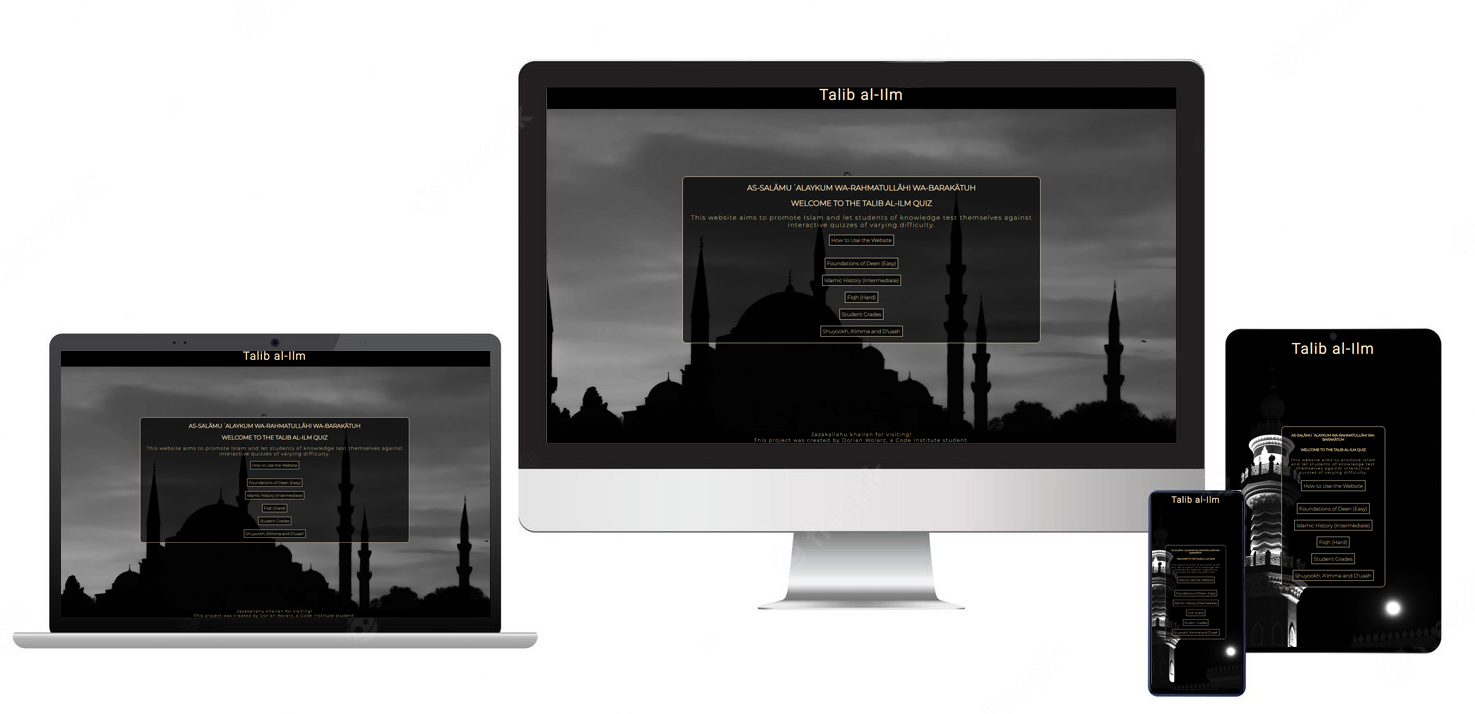 Talib al-Ilm
AS-SALĀMU ʿALAYKUM WA-RAHMATULLĀHI WA-BARAKĀTUH
WELCOME TO THE TALIB AL-ILM QUIZ
This website aims to promote Islam and let students of knowledge test themselves against
interactive quizzes of varying difficulty.
How to Use the Website
Foundations of Deen (Easy)
Islamic History (Intermediate)
Fiqh (Hard)
Student Grades
Shuyookh, A'imma and D'uaah
Jazakallahu khairan for visiting!
This project was created by Dorian Wolarz, a Code Institute student
Talib al-Ilm
AS-SALĀMU ʿALAYKUM WA-RAHMATULLĀHI WA-BARAKĀTUH
WELCOME TO THE TALIB AL-ILM QUIZ
This website aims to promote Islam and let students of knowledge test themselves against
interactive quizzes of varying difficulty.
How to Use the Website
Foundations of Deen (Easy)
Islamic History (Intermediate)
Fiqh (Hard)
Student Grades
Shuyookh, A'imma and D'uaah
Jazakallahu khairan for visiting!
This project was created by Dorian Wolarz, a Code Institute student
Talib al-Ilm
AS-SALĀMU ʿALAYKUM WA-RAHMATULLĀHI WA-
BARAKĀTUH
WELCOME TO THE TALIB AL-ILM QUIZ
This website aims to promote Islam
and let students of knowledge test
themselves against interactive
quizzes of varying difficulty.
How to Use the Website
Foundations of Deen (Easy)
Islamic History (Intermediate)
Fiqh (Hard)
Student Grades
Shuyookh, A'imma and D'uaah
Talib al-Ilm
WELCOME TO THE TALIB AL-ILM QUIZ
How to Use the Website
Foundations of Deen (Easy)
Islamic History (Intermediate)
Fiqh (Hard)
Student Grades
Shuyookh, A'imma and D'uaah